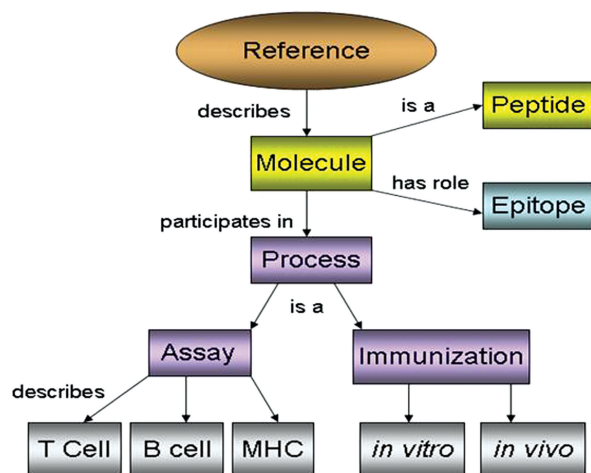 Reference
describes
is a
Peptide
Molecule
has role
Epitope
participates in
Process
is a
Assay
Immunization
describes
T Cell
B cell
MHC
in vitro
in vivo